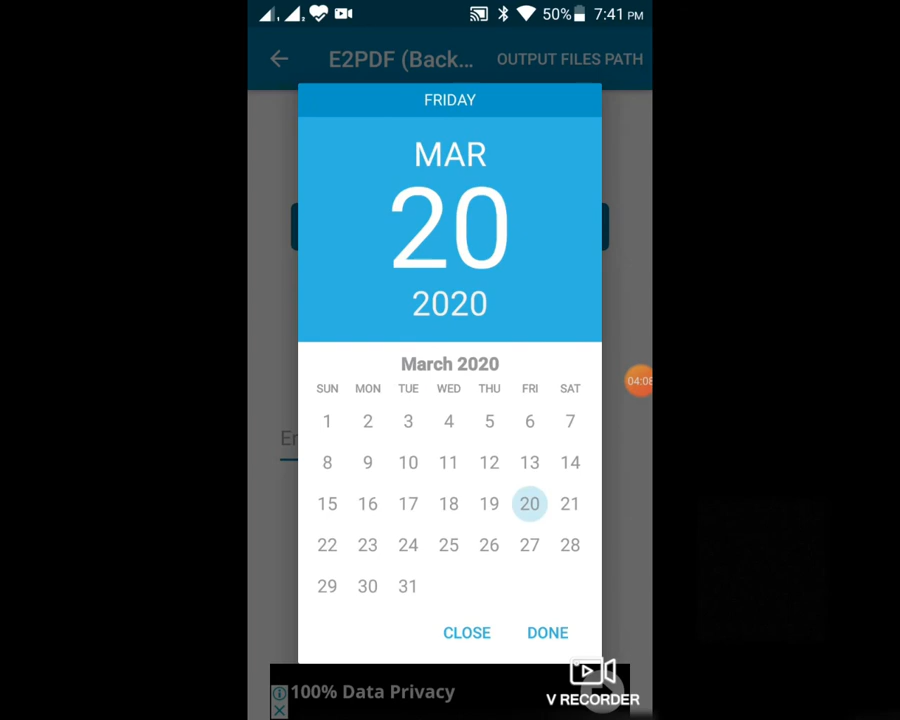 50% 7:41 PM
E2PDF (Back... OUTPUT FILES PATH
FRIDAY
MAR
20
2020
March 2020
SUN MON TUE WED THU FRI SAT
1 2 3 4 5 6 7
8 9 10 11 12 13 14
15 16 17 18 19 20 21
22 23 24 25 26 27 28
29 30 31
04:08
En
CLOSE DONE
100% Data Privacy
V RECORDER